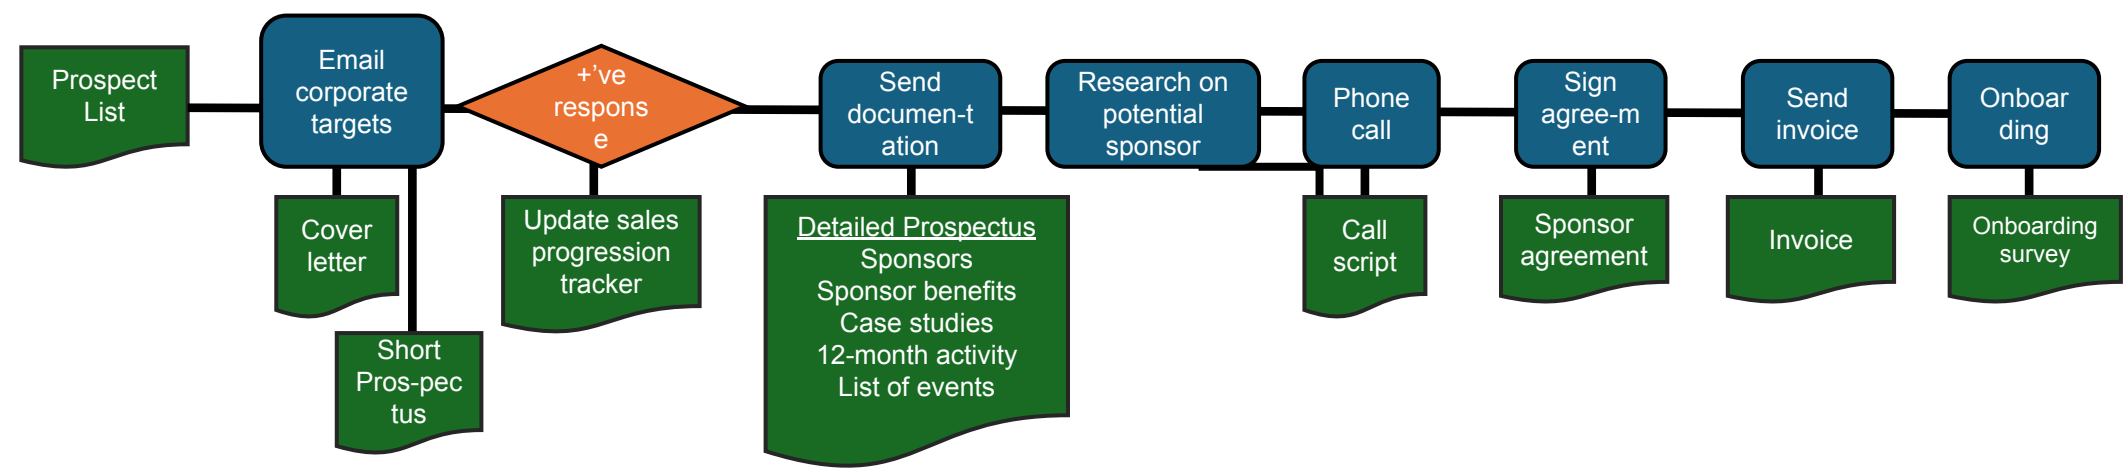 Prospect
List
Email
corporate
targets
+'ve
respons
e
Send
documen-t
ation
Research on
potential
sponsor
Phone
call
Sign
agree-m
ent
Send
invoice
Onboar
ding
Cover
letter
Short
Pros-pec
tus
Update sales
progression
tracker
Detailed Prospectus
Sponsors
Sponsor benefits
Case studies
12-month activity
List of events
Call
script
Sponsor
agreement
Invoice
Onboarding
survey